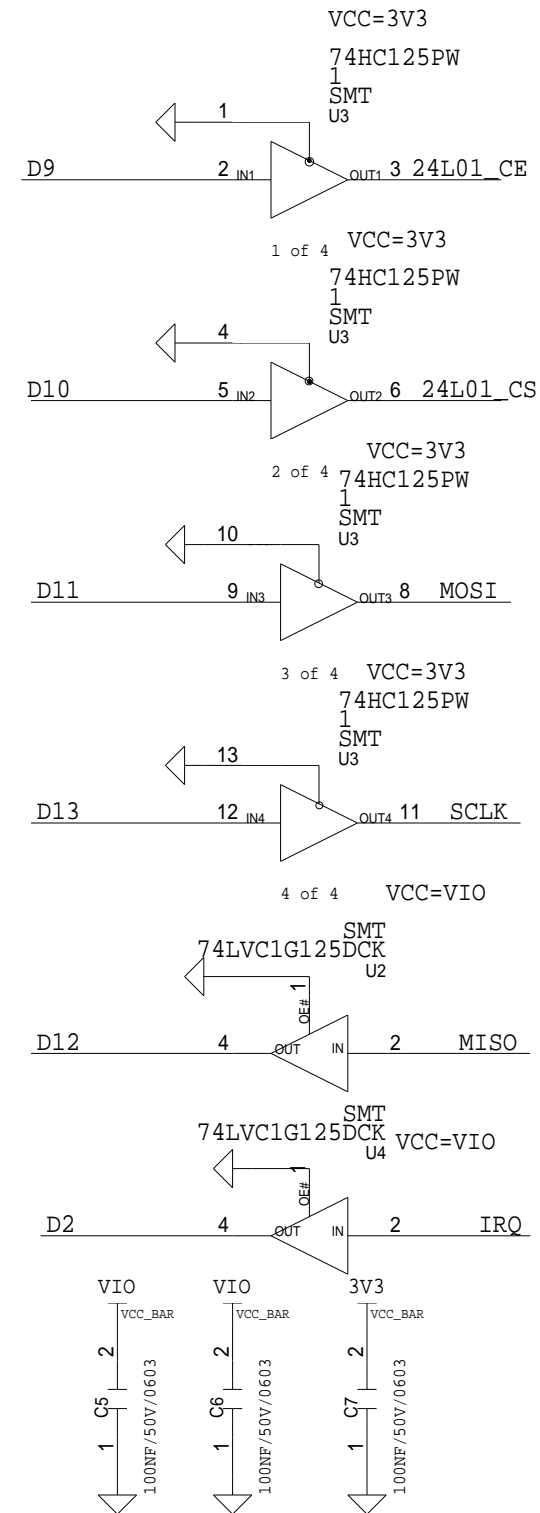 VCC=3V3
74HC125PW
1
SMT
U3
1
D9
2 IN1
OUT1 3 24L01_CE
1 of 4
VCC=3V3
74HC125PW
1
SMT
U3
4
D10
5 IN2
OUT2 6 24L01_CS
2 of 4
VCC=3V3
74HC125PW
1
SMT
U3
10
D11
9 IN3
OUT3 8 MOSI
3 of 4
VCC=3V3
74HC125PW
1
SMT
U3
13
D13
12 IN4
OUT4 11 SCLK
4 of 4
VCC=VIO
SMT
74LVC1G125DCK
U2
1
OE#
D12
4
OUT
IN
2
MISO
SMT
74LVC1G125DCK
U4
VCC=VIO
1
OE#
D2
4
OUT
IN
2
IRQ
VIO
VCC_BAR
2
C5
1
100NF/50V/0603
VIO
VCC_BAR
2
C6
1
100NF/50V/0603
3V3
VCC_BAR
2
C7
1
100NF/50V/0603